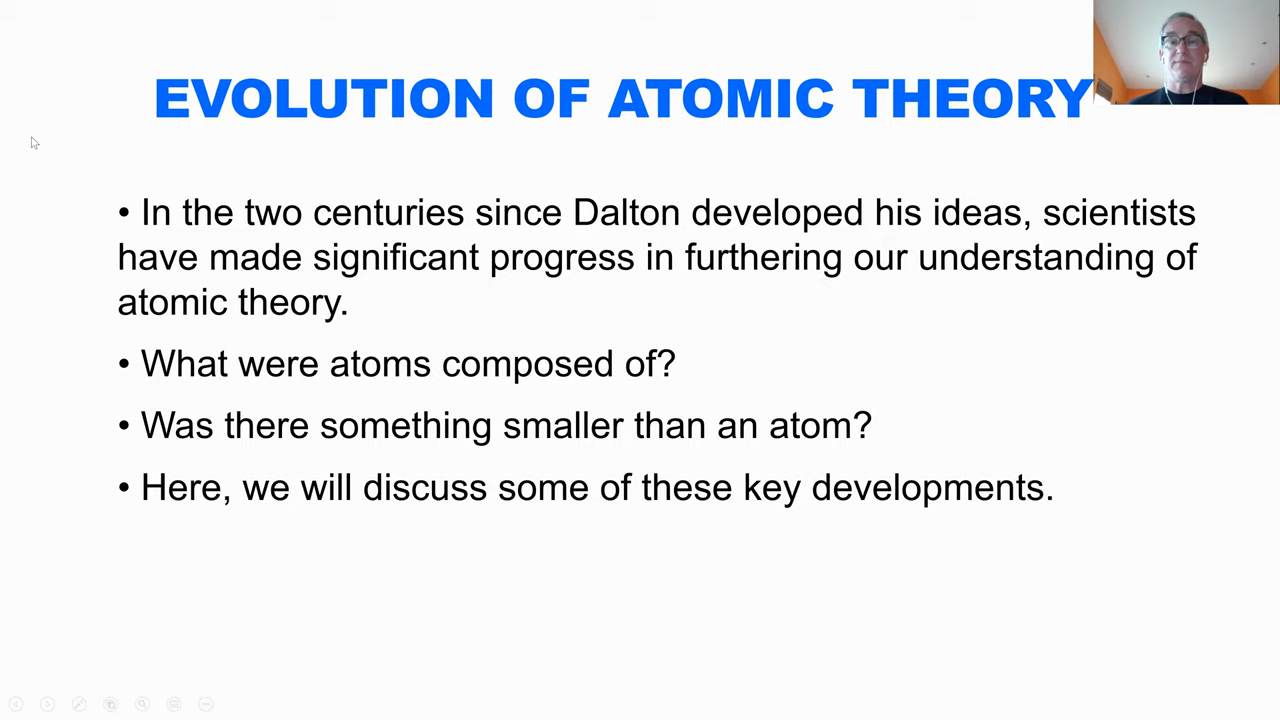 EVOLUTION OF ATOMIC THEORY
• In the two centuries since Dalton developed his ideas, scientists
have made significant progress in furthering our understanding of
atomic theory.
• What were atoms composed of?
• Was there something smaller than an atom?
• Here, we will discuss some of these key developments.